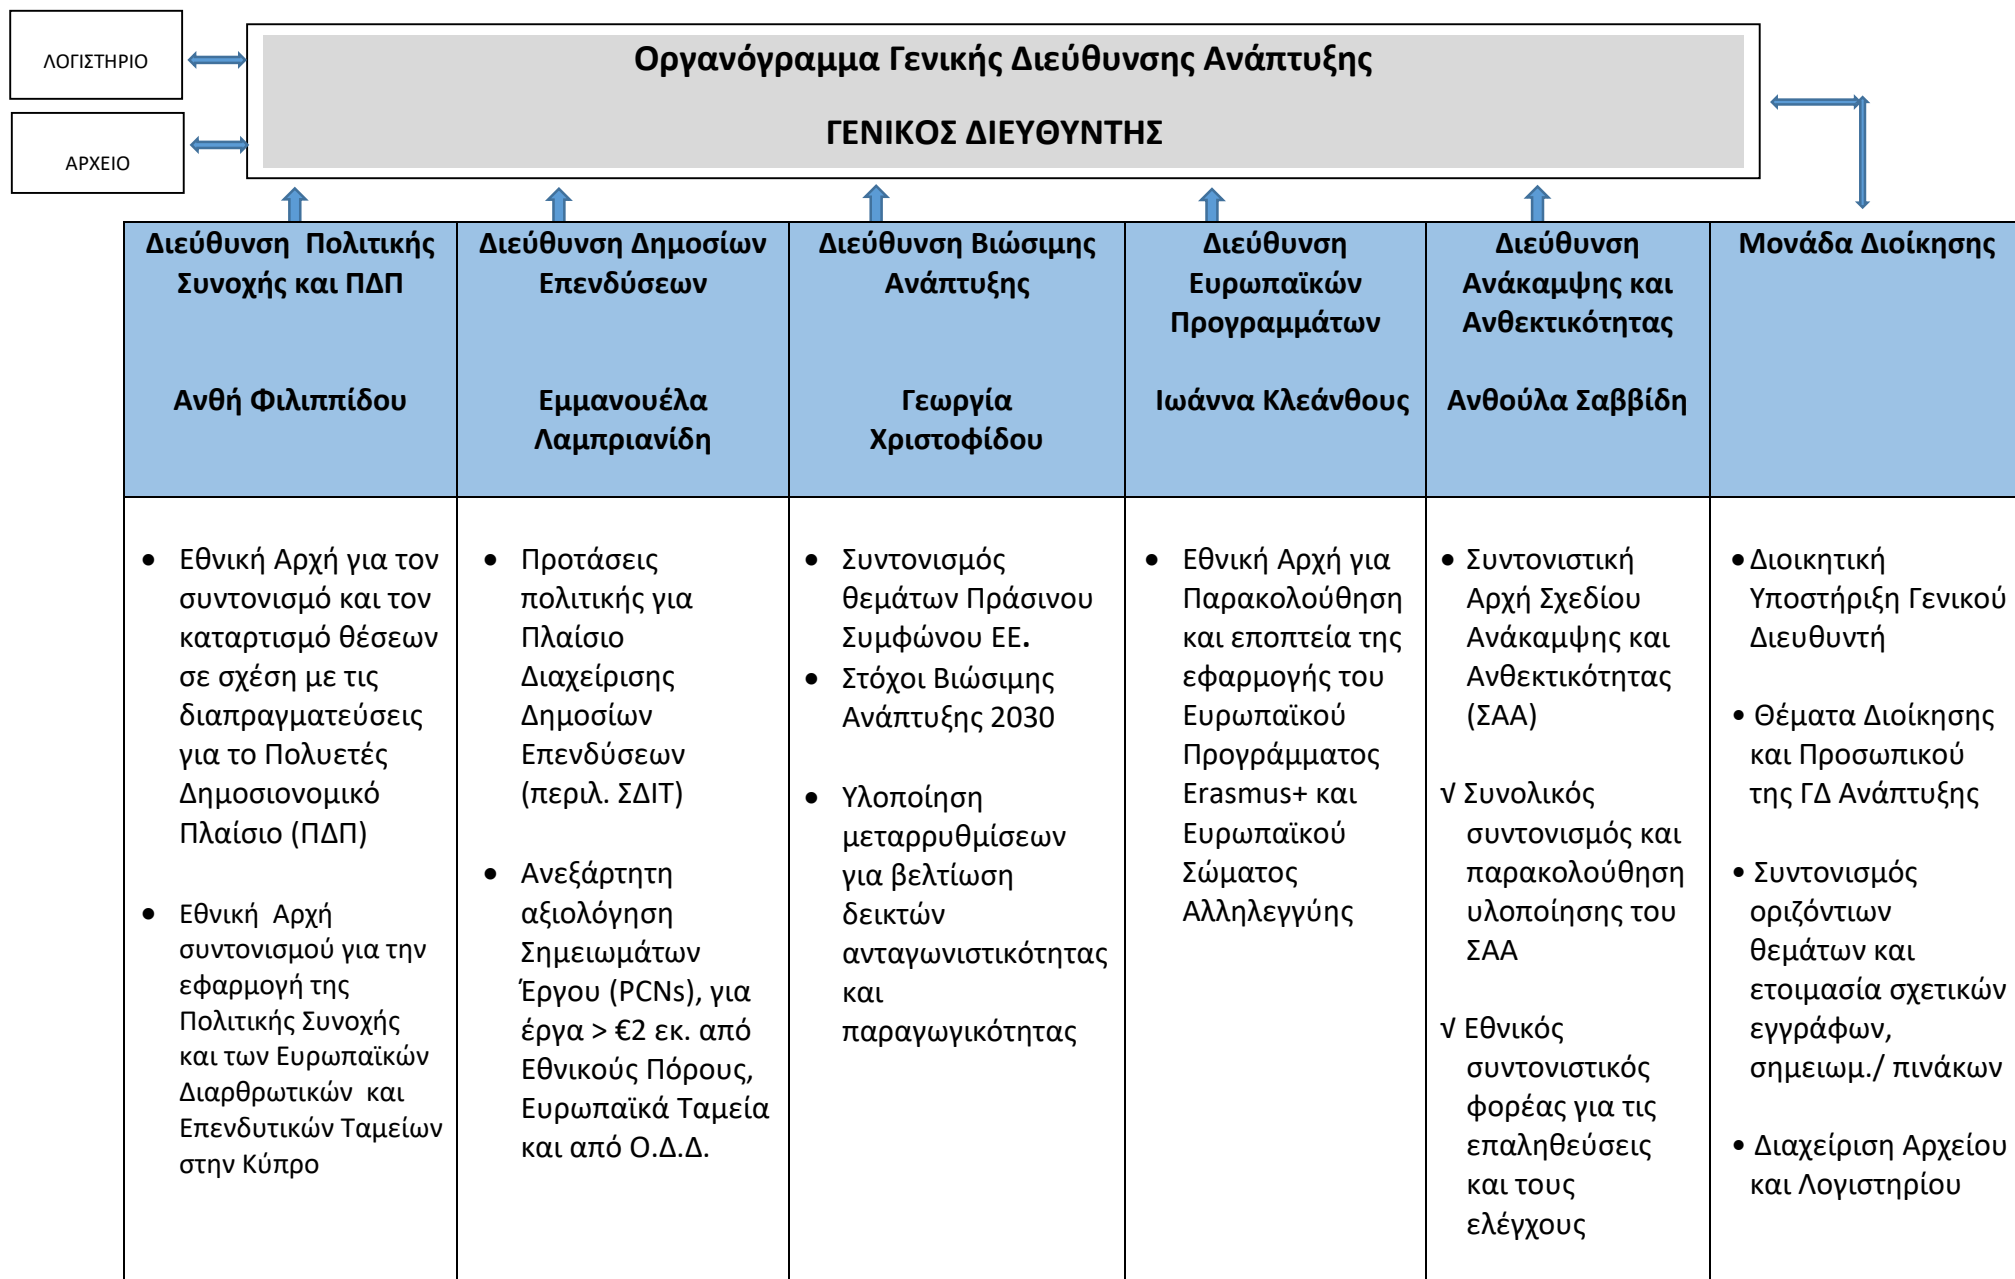 ΛΟΓΙΣΤΗΡΙΟ
ΑΡΧΕΙΟ
Οργανόγραμμα Γενικής Διεύθυνσης Ανάπτυξης
ΓΕΝΙΚΟΣ ΔΙΕΥΘΥΝΤΗΣ
Διεύθυνση Πολιτικής
Συνοχής και ΠΔΠ
Ανθή Φιλιππίδου
Διεύθυνση Δημοσίων
Επενδύσεων
Εμμανουέλα
Λαμπριανίδη
Διεύθυνση Βιώσιμης
Ανάπτυξης
Γεωργία
Χριστοφίδου
Διεύθυνση
Ευρωπαϊκών
Προγραμμάτων
Ιωάννα Κλεάνθους
Διεύθυνση
Ανάκαμψης και
Ανθεκτικότητας
Ανθούλα Σαββίδη
Μονάδα Διοίκησης
• Εθνική Αρχή για τον
συντονισμό και τον
καταρτισμό θέσεων
σε σχέση με τις
διαπραγματεύσεις
για το Πολυετές
Δημοσιονομικό
Πλαίσιο (ΠΔΠ)
• Εθνική Αρχή
συντονισμού για την
εφαρμογή της
Πολιτικής Συνοχής
και των Ευρωπαϊκών
Διαρθρωτικών και
Επενδυτικών Ταμείων
στην Κύπρο
• Προτάσεις
πολιτικής για
Πλαίσιο
Διαχείρισης
Δημοσίων
Επενδύσεων
(περιλ. ΣΔΙΤ)
• Ανεξάρτητη
αξιολόγηση
Σημειωμάτων
Έργου (PCNs), για
έργα > €2 εκ. από
Εθνικούς Πόρους,
Ευρωπαϊκά Ταμεία
και από Ο.Δ.Δ.
• Συντονισμός
θεμάτων Πράσινου
Συμφώνου ΕΕ.
• Στόχοι Βιώσιμης
Ανάπτυξης 2030
• Υλοποίηση
μεταρρυθμίσεων
για βελτίωση
δεικτών
ανταγωνιστικότητας
και
παραγωγικότητας
• Εθνική Αρχή για
Παρακολούθηση
και εποπτεία της
εφαρμογής του
Ευρωπαϊκού
Προγράμματος
Erasmus+ και
Ευρωπαϊκού
Σώματος
Αλληλεγγύης
• Συντονιστική
Αρχή Σχεδίου
Ανάκαμψης και
Ανθεκτικότητας
(ΣΑΑ)
√ Συνολικός
συντονισμός και
παρακολούθηση
υλοποίησης του
ΣΑΑ
√ Εθνικός
συντονιστικός
φορέας για τις
επαληθεύσεις
και τους
ελέγχους
• Διοικητική
Υποστήριξη Γενικού
Διευθυντή
• Θέματα Διοίκησης
και Προσωπικού
της ΓΔ Ανάπτυξης
• Συντονισμός
οριζόντιων
θεμάτων και
ετοιμασία σχετικών
εγγράφων,
σημειωμ./ πινάκων
• Διαχείριση Αρχείου
και Λογιστηρίου